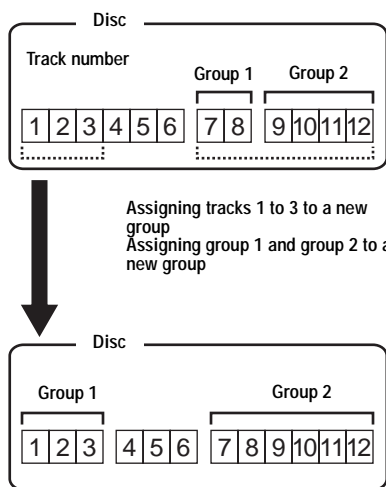 Disc
Track number
Group 1 Group 2
1 2 3 4 5 6 7 8 9 10 11 12
Assigning tracks 1 to 3 to a new
group
Assigning group 1 and group 2 to a
new group
Disc
Group 1 Group 2
1 2 3 4 5 6 7 8 9 10 11 12